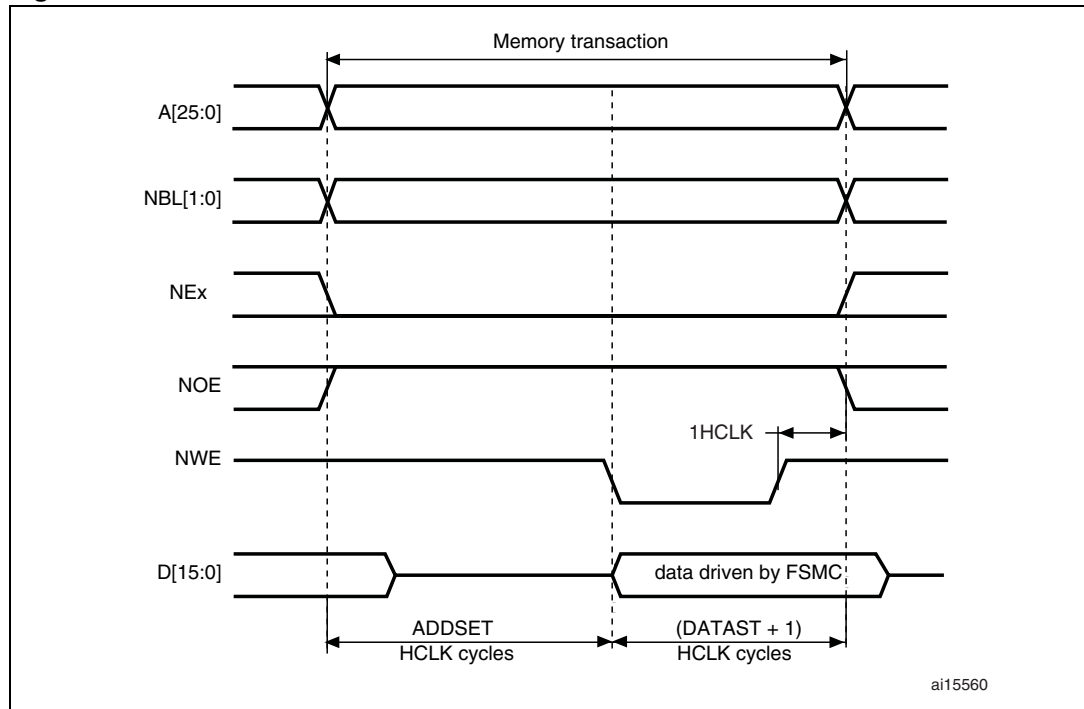 Memory transaction
A[25:0]
NBL[1:0]
NEx
NOE
1HCLK
NWE
D[15:0]
data driven by FSMC
ADDSET
HCLK cycles
(DATAST + 1)
HCLK cycles
ai15560